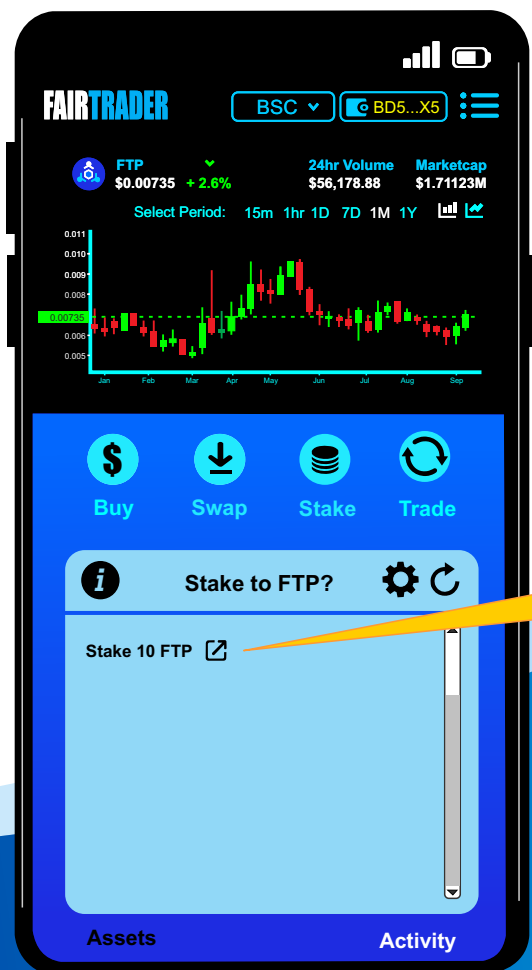 FAIRTRADER
BSC
BD5...X5
FTP
24hr Volume
Marketcap
$0.00735 + 2.6%
$56,178.88
$1.71123M
Select Period: 15m 1hr 1D 7D 1M 1Y
0.011
0.010
0.009
0.008
0.00735
0.006
0.005
Jan Feb Mar Apr May Jun Jul Aug Sep
$
Buy Swap Stake Trade
i
Stake to FTP?
Stake 10 FTP
Assets
Activity